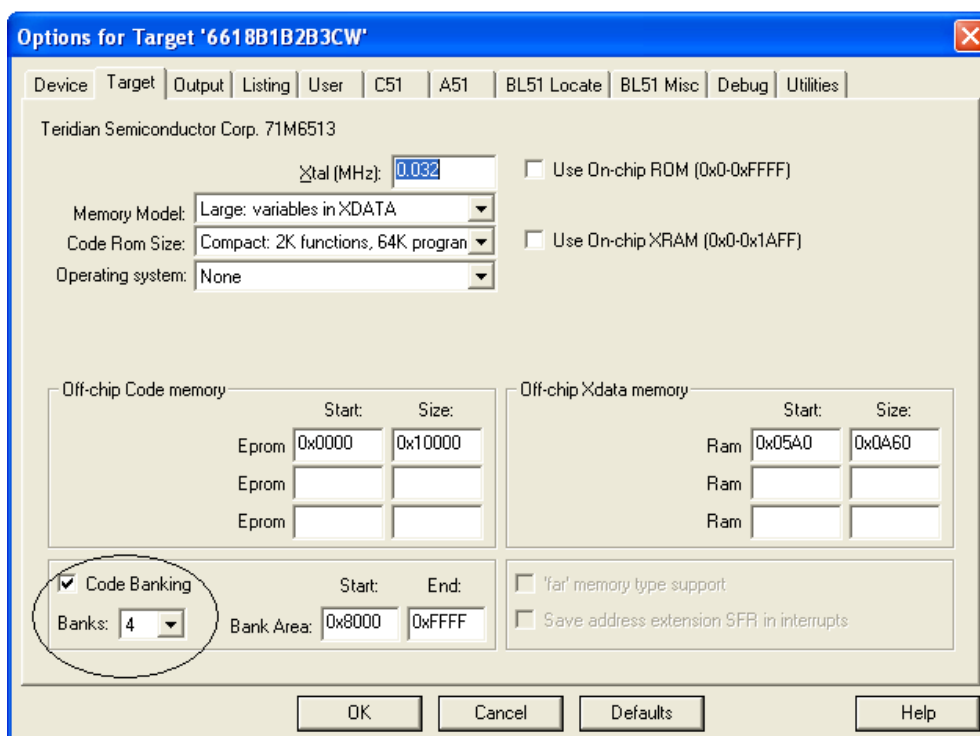 Options for Target '6618B1B2B3CW'
Device Target Output Listing User C51 A51 BL51 Locate BL51 Misc Debug Utilities
Teridian Semiconductor Corp. 71M6513
Xtal (MHz): 0.032 Use On-chip ROM (0x0-0xFFFF)
Memory Model: Large: variables in XDATA
Code Rom Size: Compact: 2K functions, 64K progran Use On-chip XRAM (0x0-0x1AFF)
Operating system: None
Off-chip Code memory Off-chip Xdata memory
Start: Size: Start: Size:
Eprom 0x0000 0x10000 Ram 0x05A0 0x0A60
Eprom Ram
Eprom Ram
Code Banking Start: End: 'far' memory type support
Banks: 4 Bank Area: 0x8000 0xFFFF Save address extension SFR in interrupts
OK Cancel Defaults Help